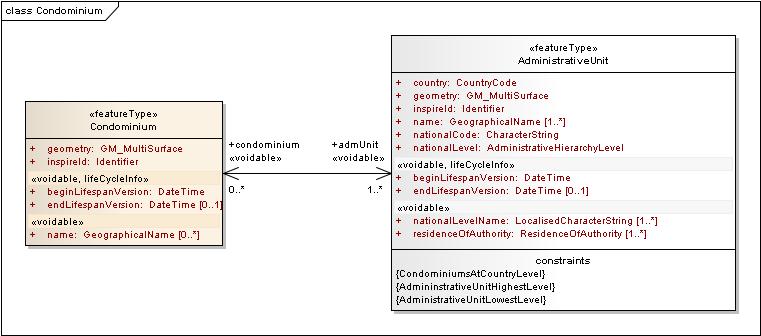 class Condominium
«featureType»
Condominium
+ geometry: GM_MultiSurface
+ inspireId: Identifier
«voidable, lifeCycleInfo»
+ beginLifespanVersion: DateTime
+ endLifespanVersion: DateTime [0..1]
«voidable»
+ name: GeographicalName [0..*]
+condominium
«voidable»
0..*
+admUnit
«voidable»
1..*
«featureType»
AdministrativeUnit
+ country: CountryCode
+ geometry: GM_MultiSurface
+ inspireId: Identifier
+ name: GeographicalName [1..*]
+ nationalCode: CharacterString
+ nationalLevel: AdministrativeHierarchyLevel
«voidable, lifeCycleInfo»
+ beginLifespanVersion: DateTime
+ endLifespanVersion: DateTime [0..1]
«voidable»
+ nationalLevelName: LocalisedCharacterString [1..*]
+ residenceOfAuthority: ResidenceOfAuthority [1..*]
constraints
{CondominiumsAtCountryLevel}
{AdmininstrativeUnitHighestLevel}
{AdministrativeUnitLowestLevel}